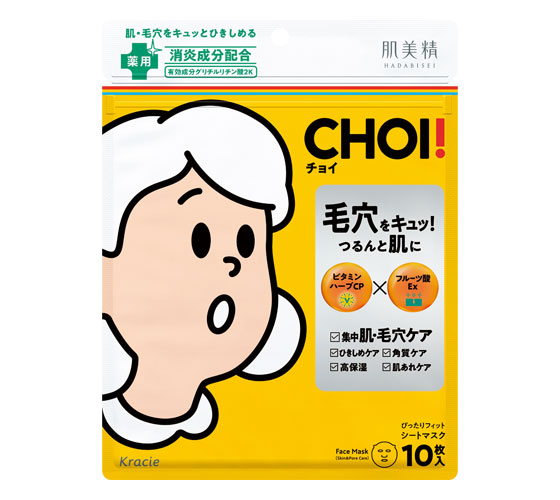 肌・毛穴をキュッとひきしめる
薬用
消炎成分配合
有効成分グリチルリチン酸2K
肌美精
HADABISEI
CHOI!
チョイ
毛穴をキュッ!
つるんと肌に
ビタミン
ハーブCP
×
フルーツ酸
Ex
集中肌・毛穴ケア
ひきしめケア
角質ケア
高保湿
肌あれケア
ぴったりフィット
シートマスク
Face Mask
(Skin&Pore Care)
10枚入
Kracie